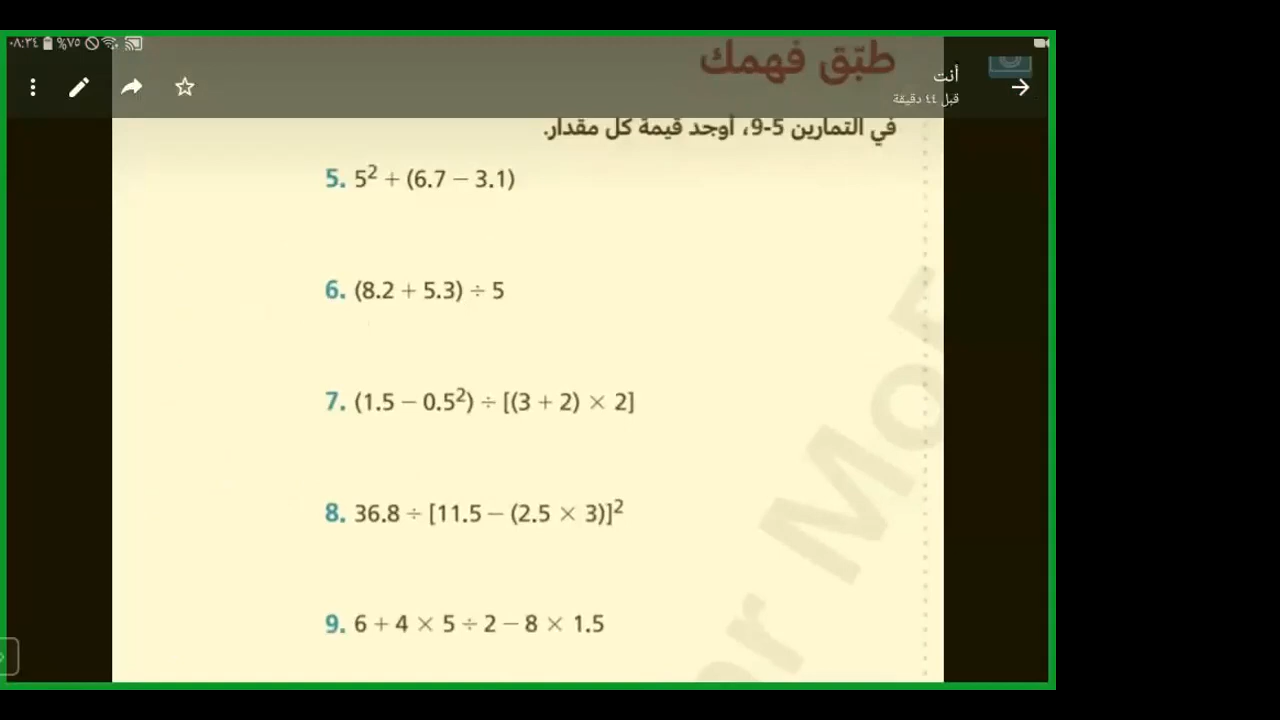 ٠٨:٣٤ %٧٥
طبّق فهمك
أنت
قبل ٤٤ دقيقة
في التمارين 5-9، أوجد قيمة كل مقدار.
5. 5² + (6.7 − 3.1)
6. (8.2 + 5.3) ÷ 5
7. (1.5 − 0.5²) ÷ [(3 + 2) × 2]
8. 36.8 ÷ [11.5 − (2.5 × 3)]²
9. 6 + 4 × 5 ÷ 2 − 8 × 1.5